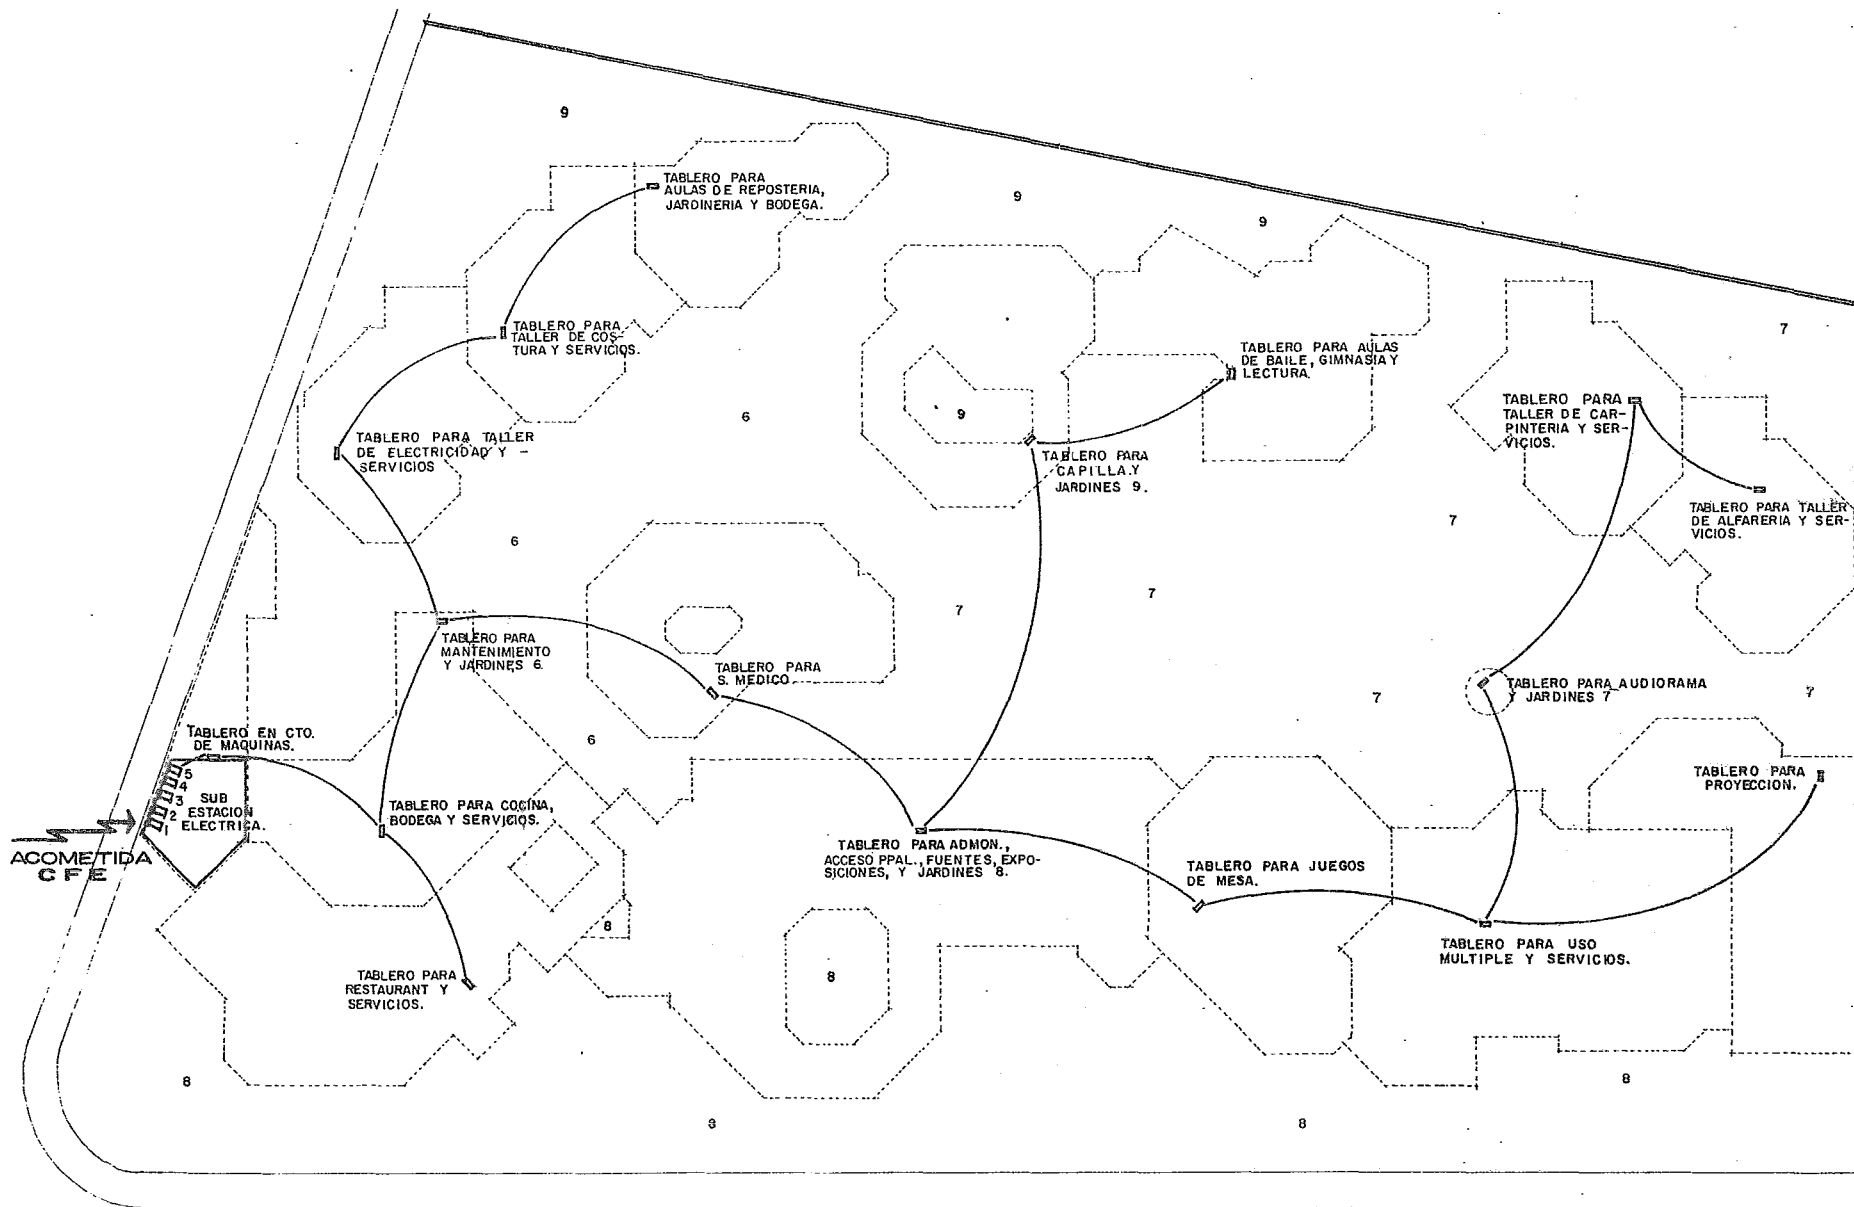 9
TABLERO PARA
AULAS DE REPOSTERIA,
JARDINERIA Y BODEGA.
9
9
TABLERO PARA
TALLER DE COS-
TURA Y SERVICIOS.
7
TABLERO PARA AULAS
DE BAILE, GIMNASIA Y
LECTURA.
6
9
TABLERO PARA
TALLER DE CAR-
PINTERIA Y SER-
VICIOS.
TABLERO PARA TALLER
DE ELECTRICIDAD Y -
SERVICIOS
TABLERO PARA
CAPILLA.Y
JARDINES 9.
TABLERO PARA TALLER
DE ALFARERIA Y SER-
VICIOS.
7
6
7
7
TABLERO PARA
MANTENIMIENTO
Y JARDINES 6.
TABLERO PARA
S. MEDICO
TABLERO PARA AUDIORAMA
Y JARDINES 7
7
7
TABLERO EN CTO.
DE MAQUINAS.
6
5
4
3
2
1
SUB
ESTACION
ELECTRICA.
TABLERO PARA
PROYECCION.
TABLERO PARA COCINA,
BODEGA Y SERVICIOS.
ACOMETIDA
CFE
TABLERO PARA ADMON.,
ACCESO PPAL., FUENTES, EXPO-
SICIONES, Y JARDINES 8.
TABLERO PARA JUEGOS
DE MESA.
8
TABLERO PARA USO
MULTIPLE Y SERVICIOS.
TABLERO PARA
RESTAURANT Y
SERVICIOS.
8
8
8
8
8